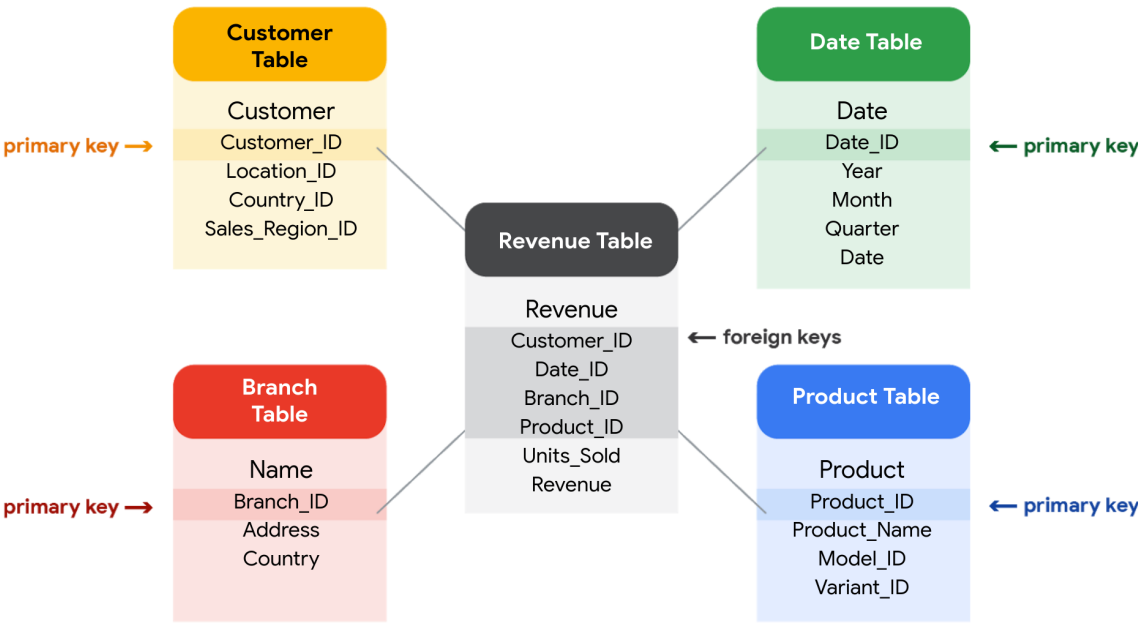 Customer
Table
Customer
primary key →
Customer_ID
Location_ID
Country_ID
Sales_Region_ID
Date Table
Date
Date_ID
← primary key
Year
Month
Quarter
Date
Revenue Table
Revenue
Customer_ID
← foreign keys
Date_ID
Branch_ID
Product_ID
Units_Sold
Revenue
Branch
Table
Name
primary key →
Branch_ID
Address
Country
Product Table
Product
Product_ID
← primary key
Product_Name
Model_ID
Variant_ID